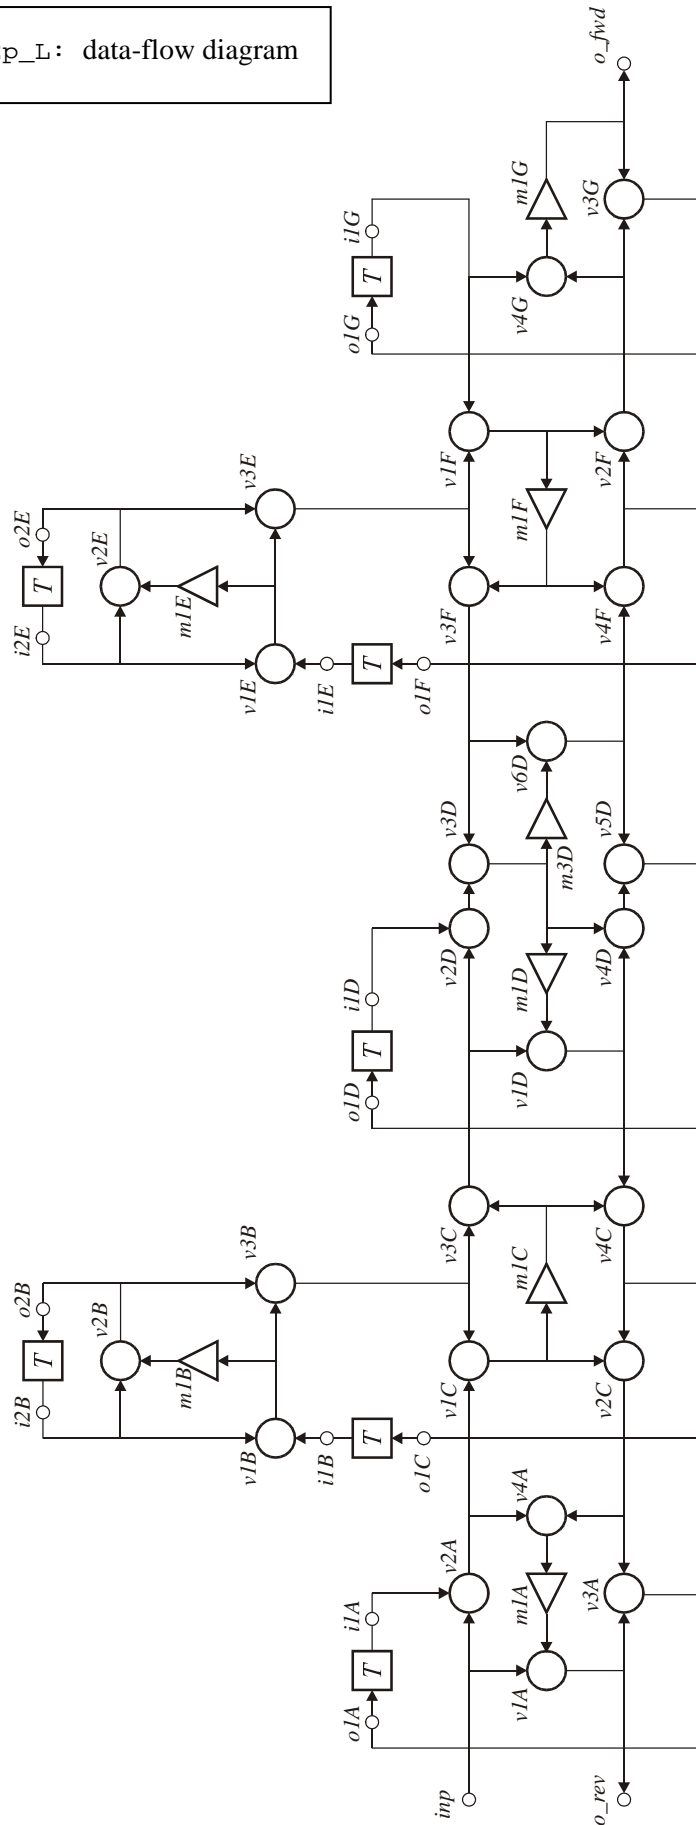 p_L: data-flow diagram
o_fwd
m1G
v3G
i1G
T
v4G
o1G
v3E
v1F
v2F
o2E
v2E
m1F
T
m1E
i2E
v3F
v4F
v1E
i1E
T
o1F
v6D
v3D
v5D
m3D
i1D
v2D
m1D
v4D
T
v1D
o1D
v3B
v3C
v4C
o2B
v2B
m1C
T
m1B
i2B
v1C
v2C
v1B
i1B
T
o1C
v4A
v2A
i1A
m1A
v3A
T
v1A
o1A
inp
o_rev